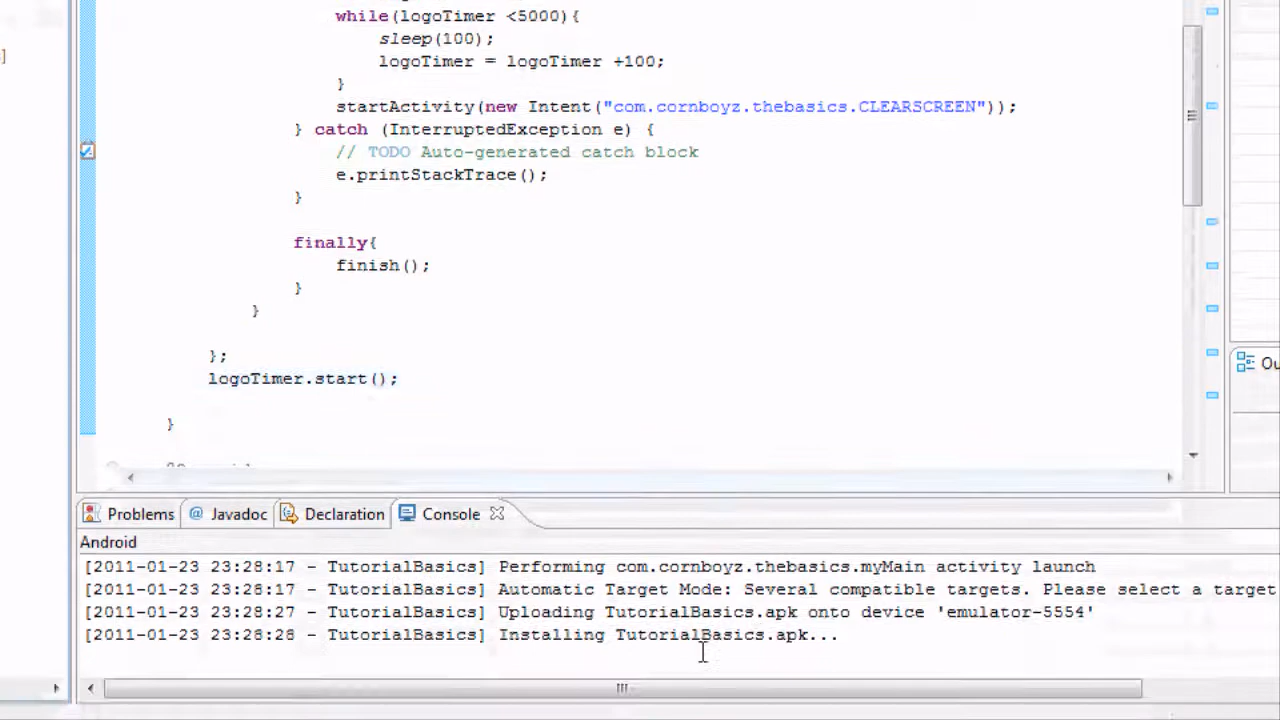 while(logoTimer <5000){
sleep(100);
logoTimer = logoTimer +100;
}
startActivity(new Intent("com.cornboyz.thebasics.CLEARSCREEN"));
} catch (InterruptedException e) {
// TODO Auto-generated catch block
e.printStackTrace();
}
finally{
finish();
}
}
};
logoTimer.start();
}
Problems @ Javadoc Declaration Console
Android
[2011-01-23 23:28:17 - TutorialBasics] Performing com.cornboyz.thebasics.myMain activity launch
[2011-01-23 23:28:17 - TutorialBasics] Automatic Target Mode: Several compatible targets. Please select a target
[2011-01-23 23:28:27 - TutorialBasics] Uploading TutorialBasics.apk onto device 'emulator-5554'
[2011-01-23 23:28:28 - TutorialBasics] Installing TutorialBasics.apk...